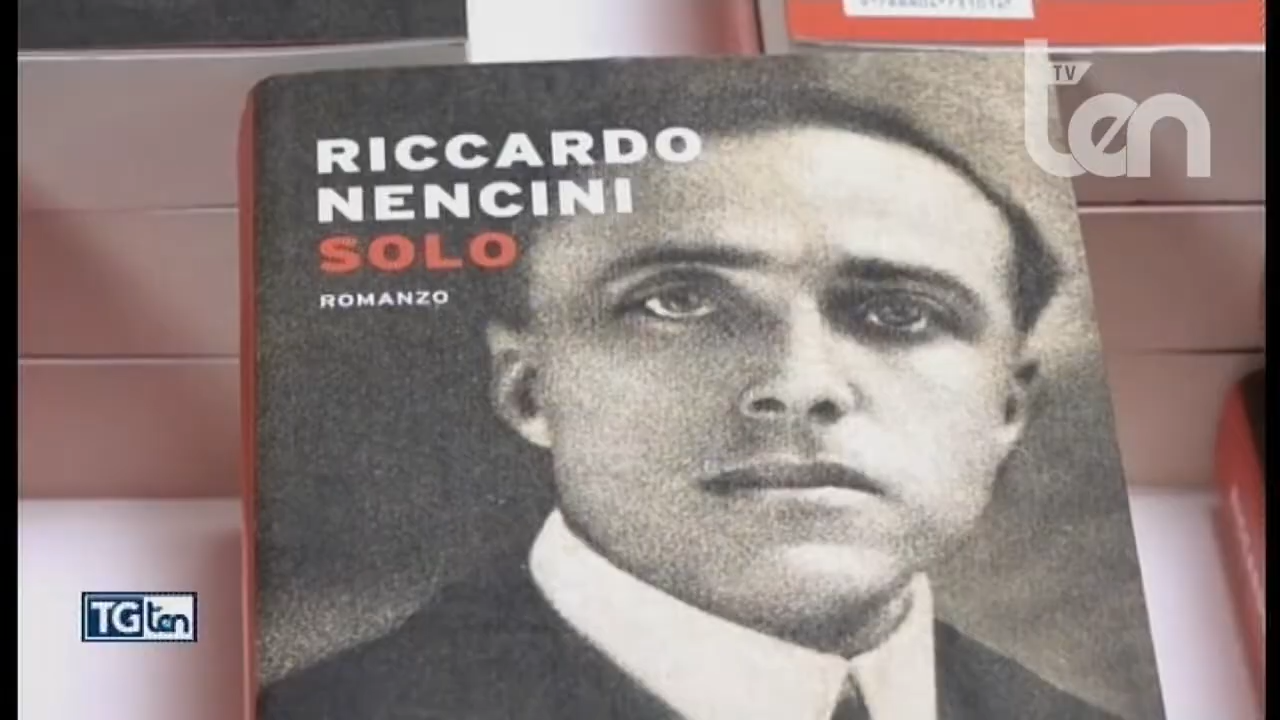 RICCARDO
NENCINI
SOLO
ROMANZO
TV
ten
TG ten